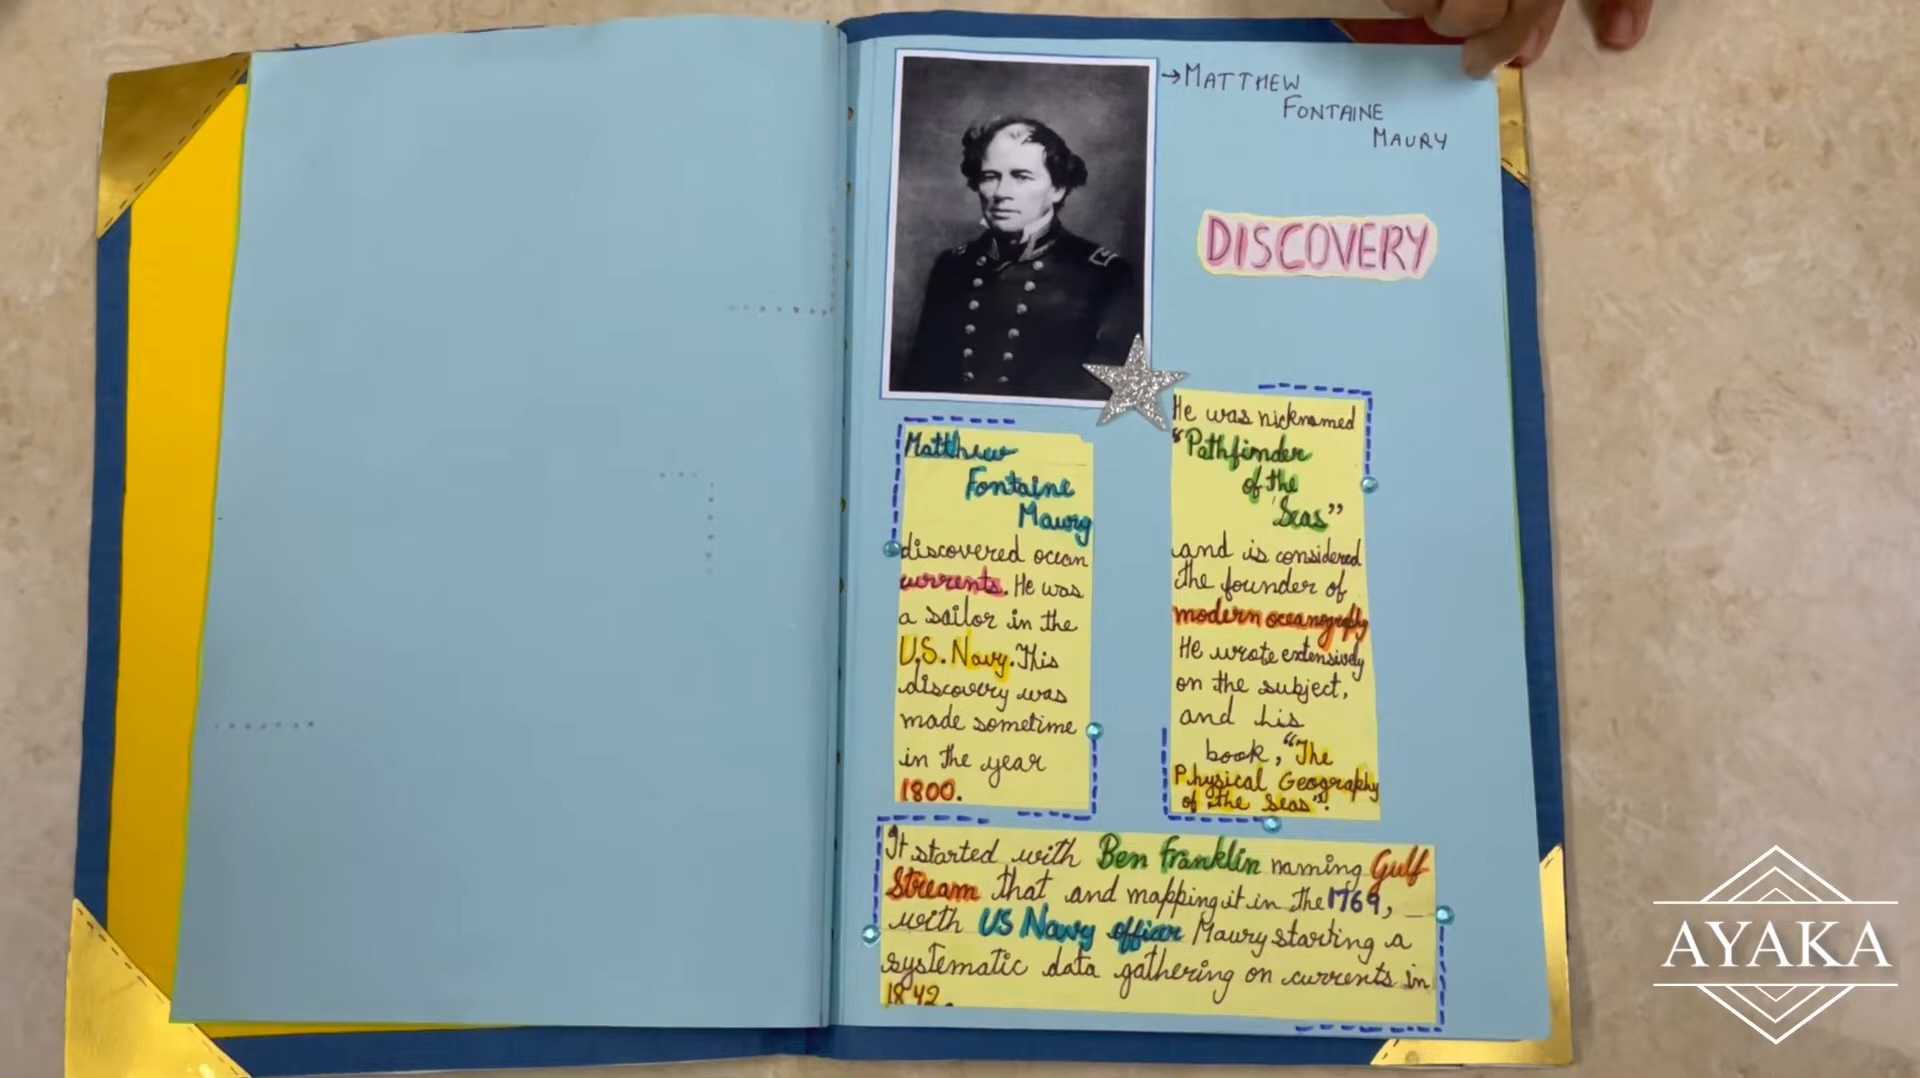 →MATTHEW
FONTAINE
MAURY
DISCOVERY
Matthew
Fontaine
Maury
discovered ocean
currents. He was
a sailor in the
U.S. Navy. This
discovery was
made sometime
in the year
1800.
He was nicknamed
"Pathfinder
of the
Seas"
and is considered
the founder of
modern oceanography
He wrote extensively
on the subject,
and his
book, "The
Physical Geography
of the Seas".
It started with Ben Franklin naming Gulf
Stream that and mapping it in the 1769,
with US Navy officer Maury starting a
systematic data gathering on currents in
1842.
AYAKA